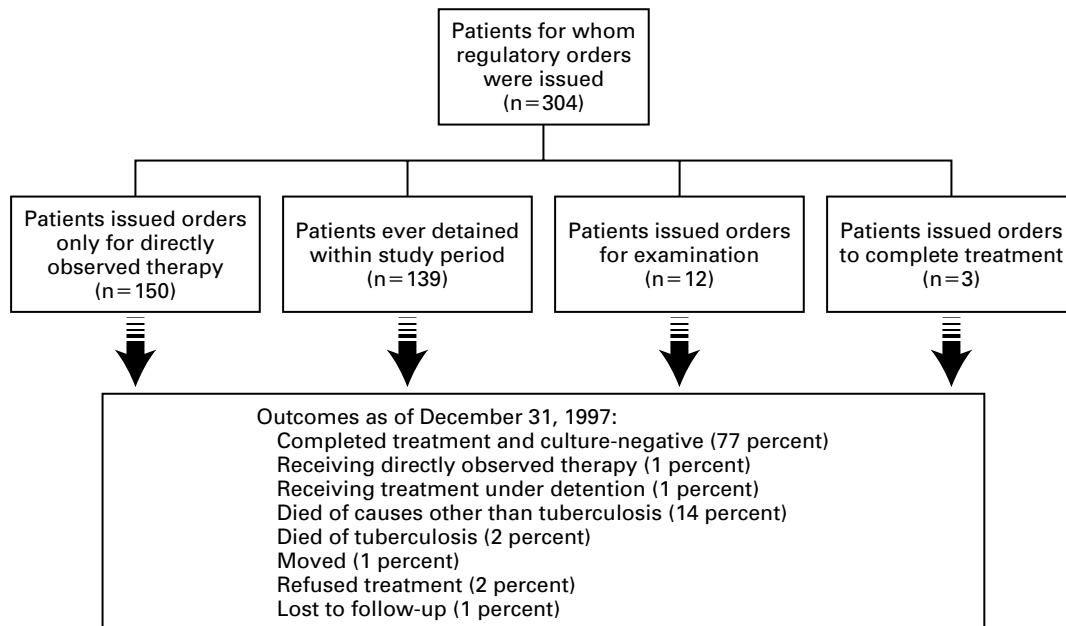 Patients for whom
regulatory orders
were issued
(n=304)
Patients issued orders
only for directly
observed therapy
(n=150)
Patients ever detained
within study period
(n=139)
Patients issued orders
for examination
(n=12)
Patients issued orders
to complete treatment
(n=3)
Outcomes as of December 31, 1997:
Completed treatment and culture-negative (77 percent)
Receiving directly observed therapy (1 percent)
Receiving treatment under detention (1 percent)
Died of causes other than tuberculosis (14 percent)
Died of tuberculosis (2 percent)
Moved (1 percent)
Refused treatment (2 percent)
Lost to follow-up (1 percent)